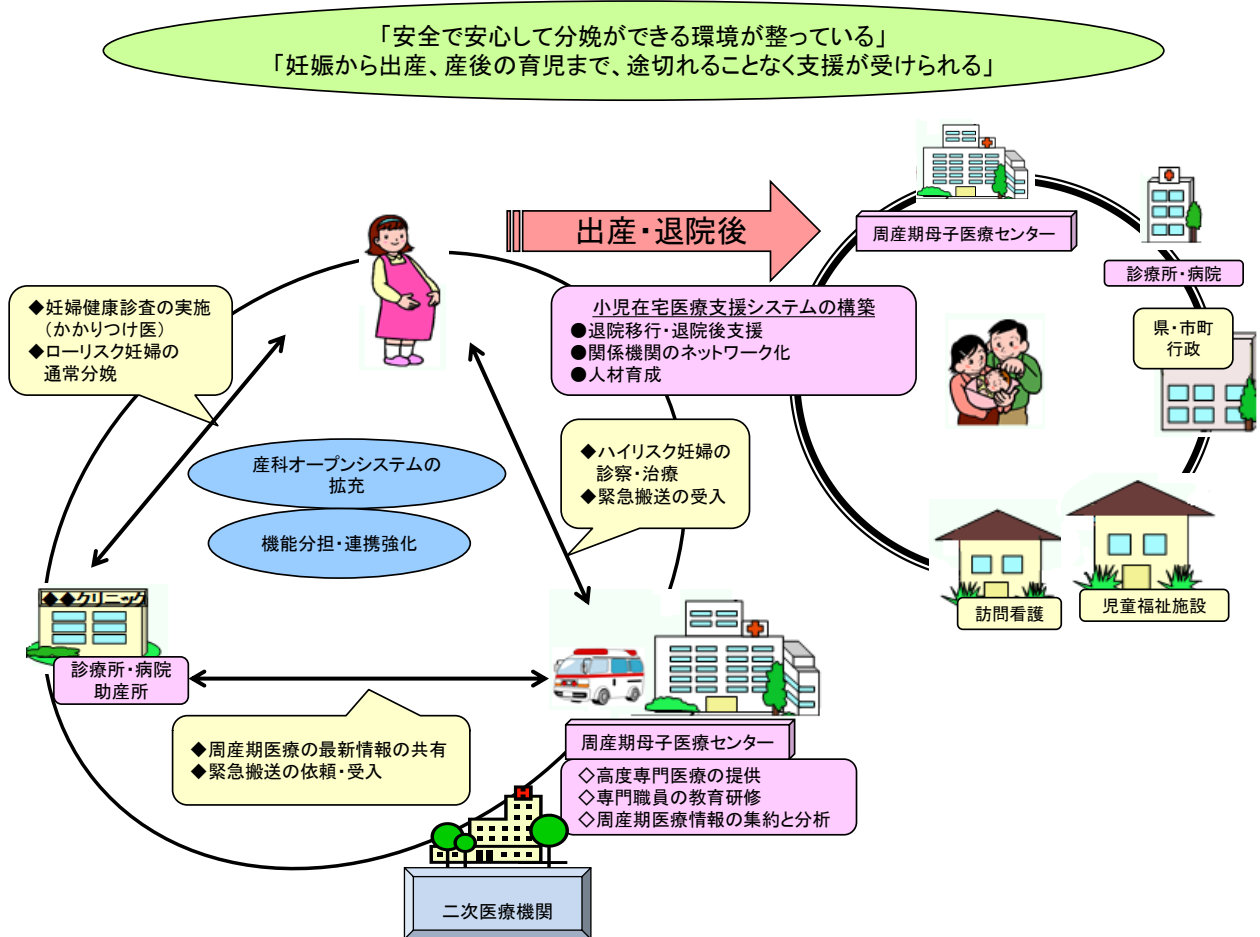 「安全で安心して分娩ができる環境が整っている」
「妊娠から出産、産後の育児まで、途切れることなく支援が受けられる」
出産・退院後
周産期母子医療センター
診療所・病院
県・市町
行政
児童福祉施設
訪問看護
小児在宅医療支援システムの構築
●退院移行・退院後支援
●関係機関のネットワーク化
●人材育成
◆妊婦健康診査の実施
(かかりつけ医)
◆ローリスク妊婦の
通常分娩
産科オープンシステムの
拡充
機能分担・連携強化
◆ハイリスク妊婦の
診察・治療
◆緊急搬送の受入
◆◆クリニック
診療所・病院
助産所
◆周産期医療の最新情報の共有
◆緊急搬送の依頼・受入
周産期母子医療センター
◇高度専門医療の提供
◇専門職員の教育研修
◇周産期医療情報の集約と分析
H
二次医療機関